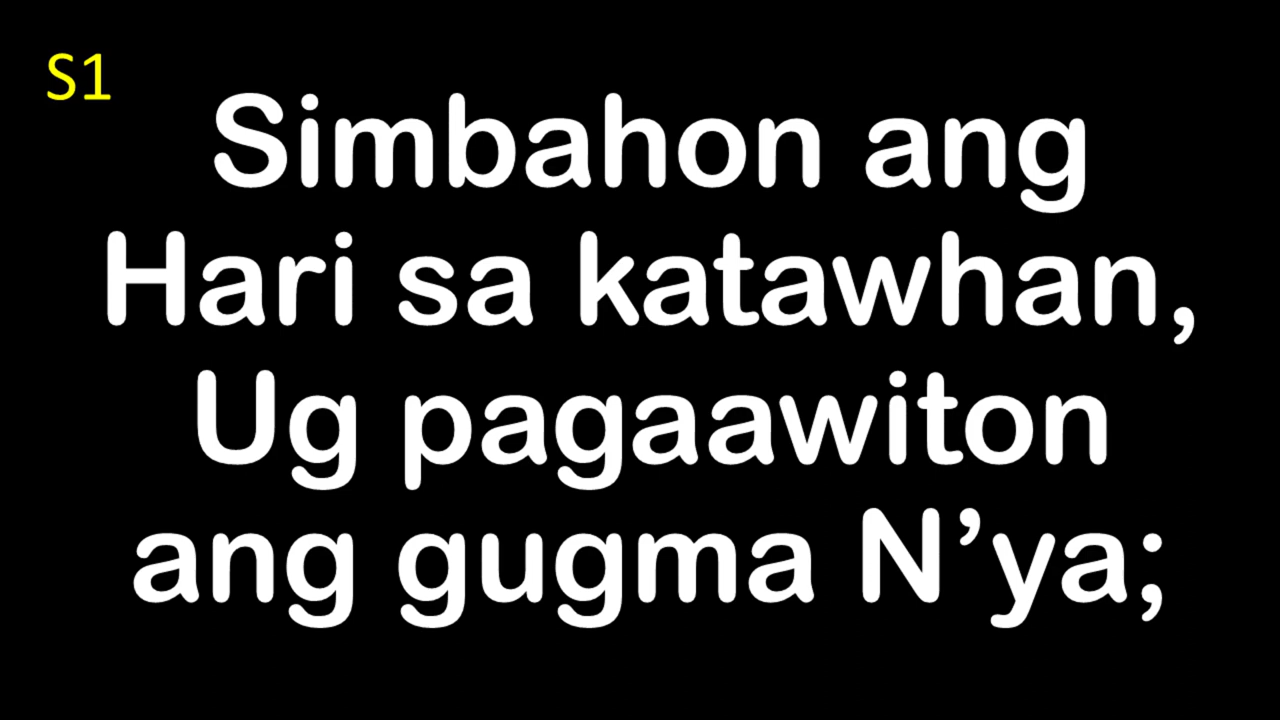 S1
Simbahon ang
Hari sa katawhan,
Ug pagaawiton
ang gugma N’ya;